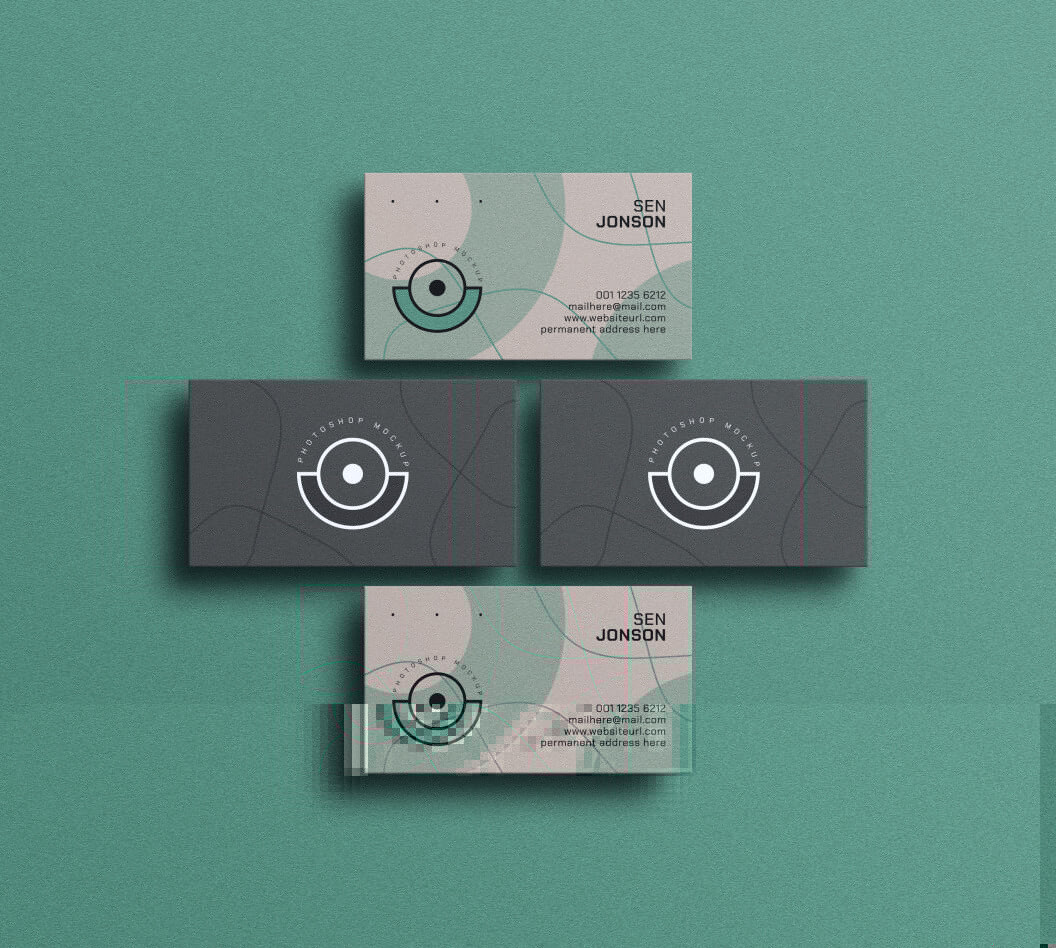 SEN
JONSON
PHOTOSHOP MOCKUP
001 1235 6212
mailhere@mail.com
www.websiteurl.com
permanent address here
PHOTOSHOP MOCKUP
PHOTOSHOP MOCKUP
SEN
JONSON
PHOTOSHOP MOCKUP
001 1235 6212
mailhere@mail.com
www.websiteurl.com
permanent address here